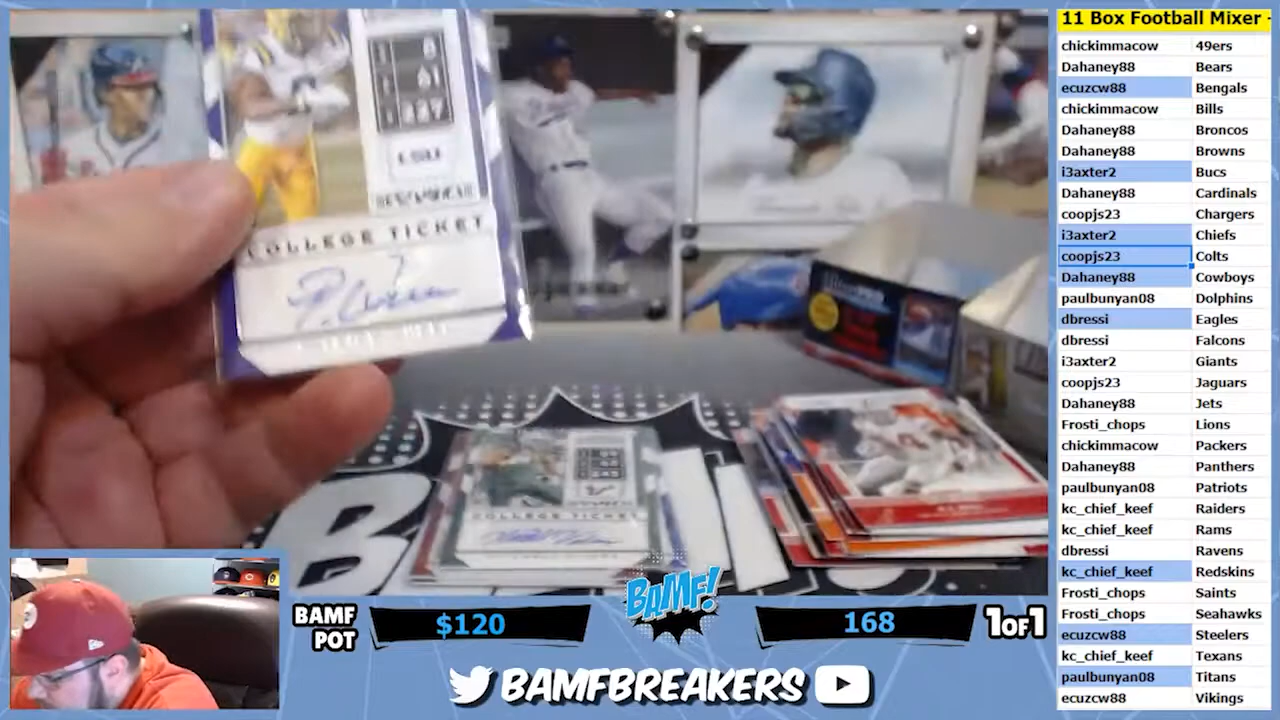 11 Box Football Mixer -
chickimmacow 49ers
Dahaney88 Bears
ecuzcw88 Bengals
chickimmacow Bills
Dahaney88 Broncos
Dahaney88 Browns
i3axter2 Bucs
Dahaney88 Cardinals
coopjs23 Chargers
i3axter2 Chiefs
coopjs23 Colts
Dahaney88 Cowboys
paulbunyan08 Dolphins
dbressi Eagles
dbressi Falcons
i3axter2 Giants
coopjs23 Jaguars
Dahaney88 Jets
Frosti_chops Lions
chickimmacow Packers
Dahaney88 Panthers
paulbunyan08 Patriots
kc_chief_keef Raiders
kc_chief_keef Rams
dbressi Ravens
kc_chief_keef Redskins
Frosti_chops Saints
Frosti_chops Seahawks
ecuzcw88 Steelers
kc_chief_keef Texans
paulbunyan08 Titans
ecuzcw88 Vikings
COLLEGE TICKET
COLLEGE TICKET
BAMF POT
$120
BAMF!
168
1OF1
BAMFBREAKERS